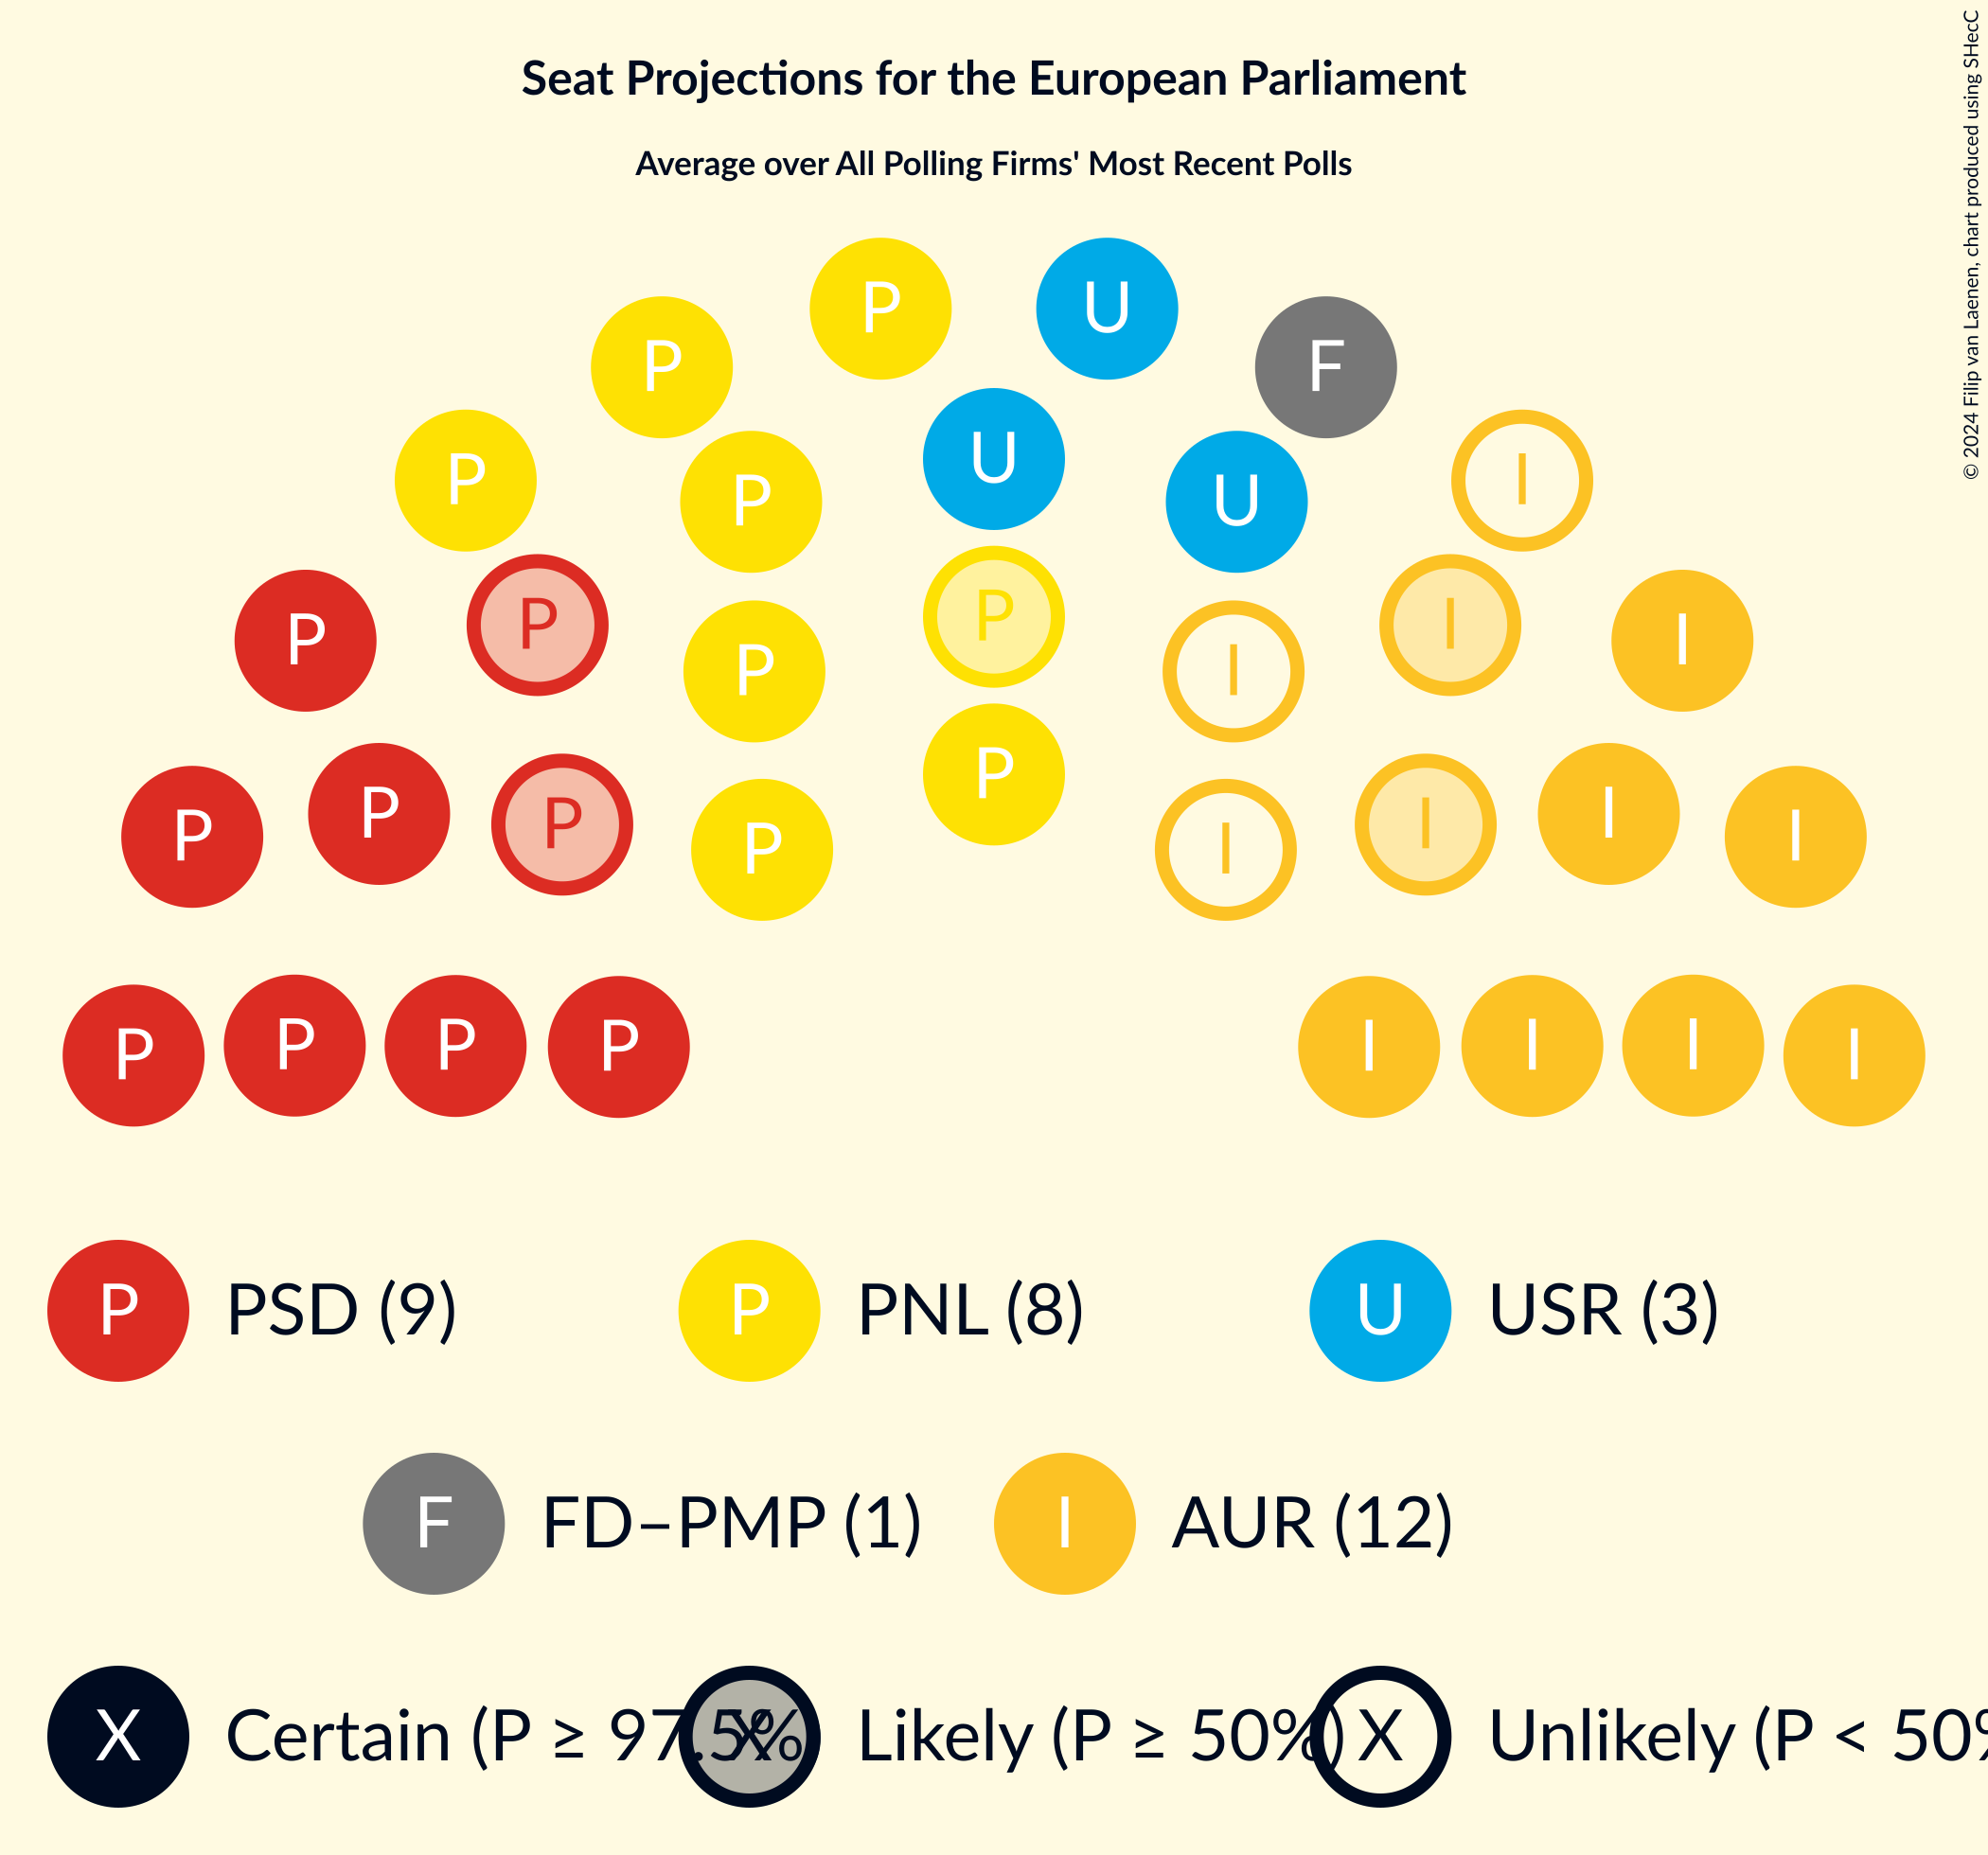 Seat Projections for the European Parliament
Average over All Polling Firms' Most Recent Polls
© 2024 Filip van Laenen, chart produced using SHecC
P U
P F
P I
U
P U
P I
P P I
P I
P I
P
P I
P P I I
P I
P P P P I I I I
P PSD (9) P PNL (8) U USR (3)
F FD–PMP (1) I AUR (12)
X Certain (P ≥ 97.5% X Likely (P ≥ 50%) X Unlikely (P < 50%